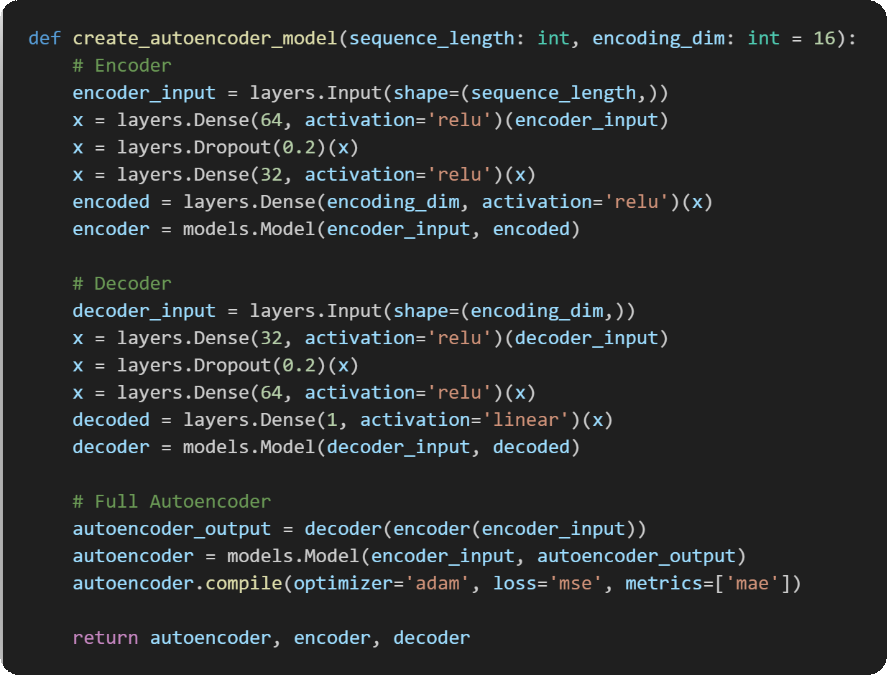 def create_autoencoder_model(sequence_length: int, encoding_dim: int = 16):
    # Encoder
    encoder_input = layers.Input(shape=(sequence_length,))
    x = layers.Dense(64, activation='relu')(encoder_input)
    x = layers.Dropout(0.2)(x)
    x = layers.Dense(32, activation='relu')(x)
    encoded = layers.Dense(encoding_dim, activation='relu')(x)
    encoder = models.Model(encoder_input, encoded)

    # Decoder
    decoder_input = layers.Input(shape=(encoding_dim,))
    x = layers.Dense(32, activation='relu')(decoder_input)
    x = layers.Dropout(0.2)(x)
    x = layers.Dense(64, activation='relu')(x)
    decoded = layers.Dense(1, activation='linear')(x)
    decoder = models.Model(decoder_input, decoded)

    # Full Autoencoder
    autoencoder_output = decoder(encoder(encoder_input))
    autoencoder = models.Model(encoder_input, autoencoder_output)
    autoencoder.compile(optimizer='adam', loss='mse', metrics=['mae'])

    return autoencoder, encoder, decoder